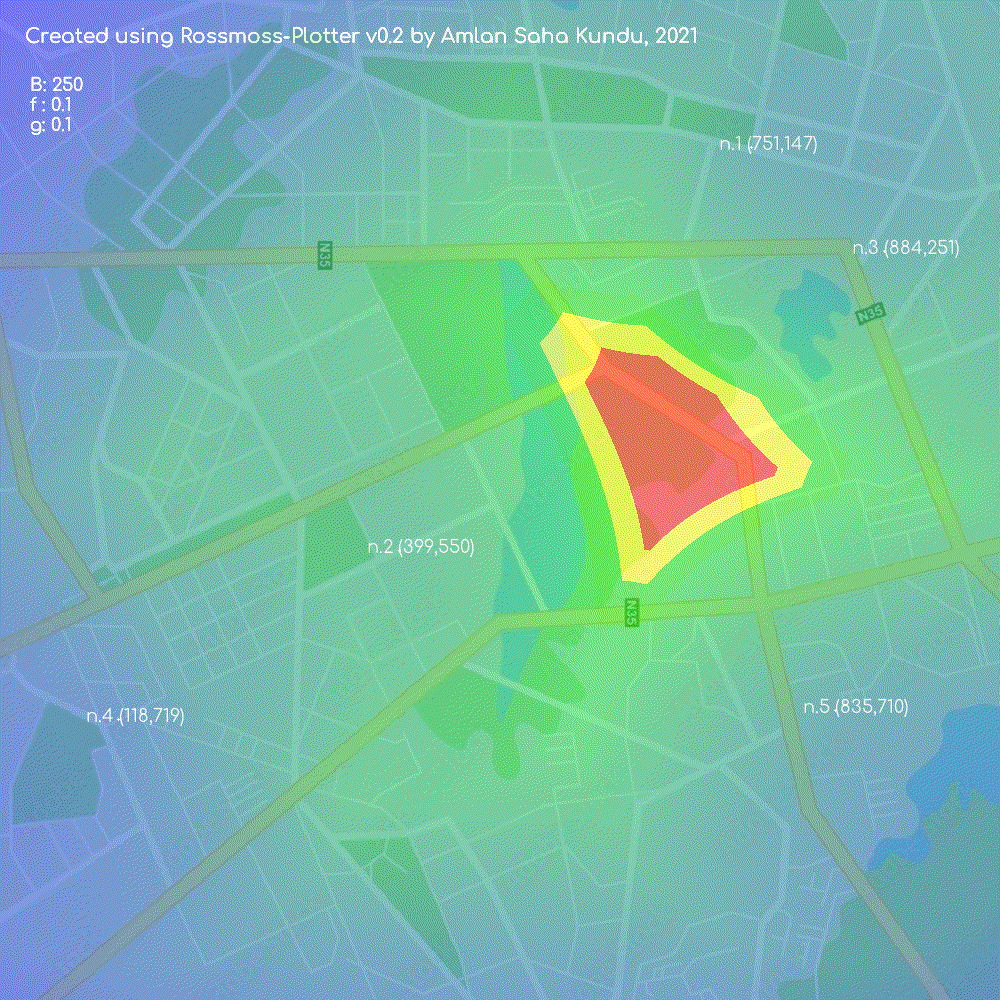 Created using Rossmoss-Plotter v0.2 by Amlan Saha Kundu, 2021
B: 250
f : 0.1
g: 0.1
n.1 (751,147)
N35
n.3 (884,251)
N35
n.2 (399,550)
N35
n.4 (118,719)
n.5 (835,710)